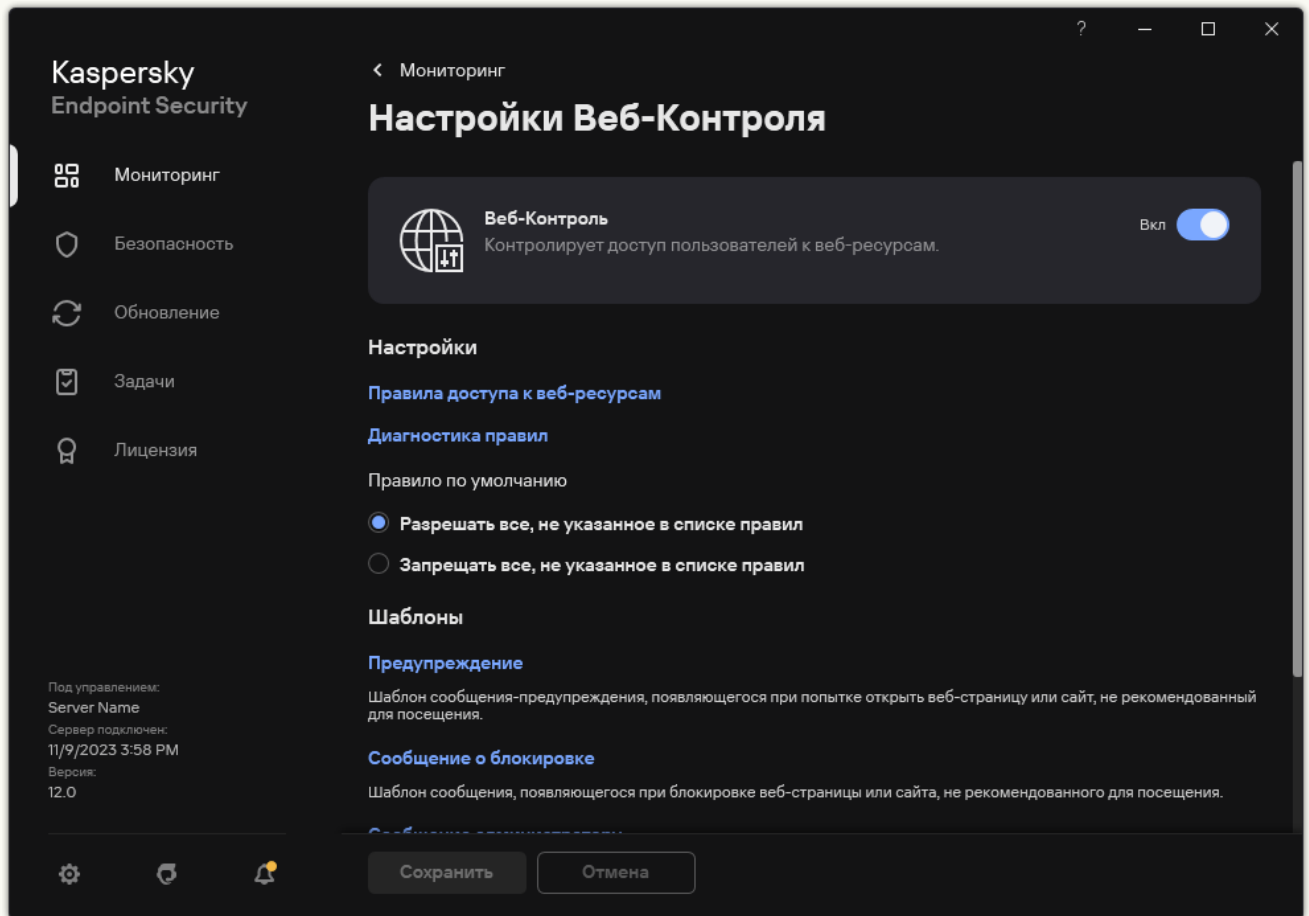 ?
Kaspersky
Endpoint Security
Мониторинг
Безопасность
Обновление
Задачи
Лицензия
Под управлением:
Server Name
Сервер подключен:
11/9/2023 3:58 PM
Версия:
12.0
Мониторинг
Настройки Веб-Контроля
Веб-Контроль
Контролирует доступ пользователей к веб-ресурсам.
Вкл
Настройки
Правила доступа к веб-ресурсам
Диагностика правил
Правило по умолчанию
Разрешать все, не указанное в списке правил
Запрещать все, не указанное в списке правил
Шаблоны
Предупреждение
Шаблон сообщения-предупреждения, появляющегося при попытке открыть веб-страницу или сайт, не рекомендованный
для посещения.
Сообщение о блокировке
Шаблон сообщения, появляющегося при блокировке веб-страницы или сайта, не рекомендованного для посещения.
Сохранить
Отмена